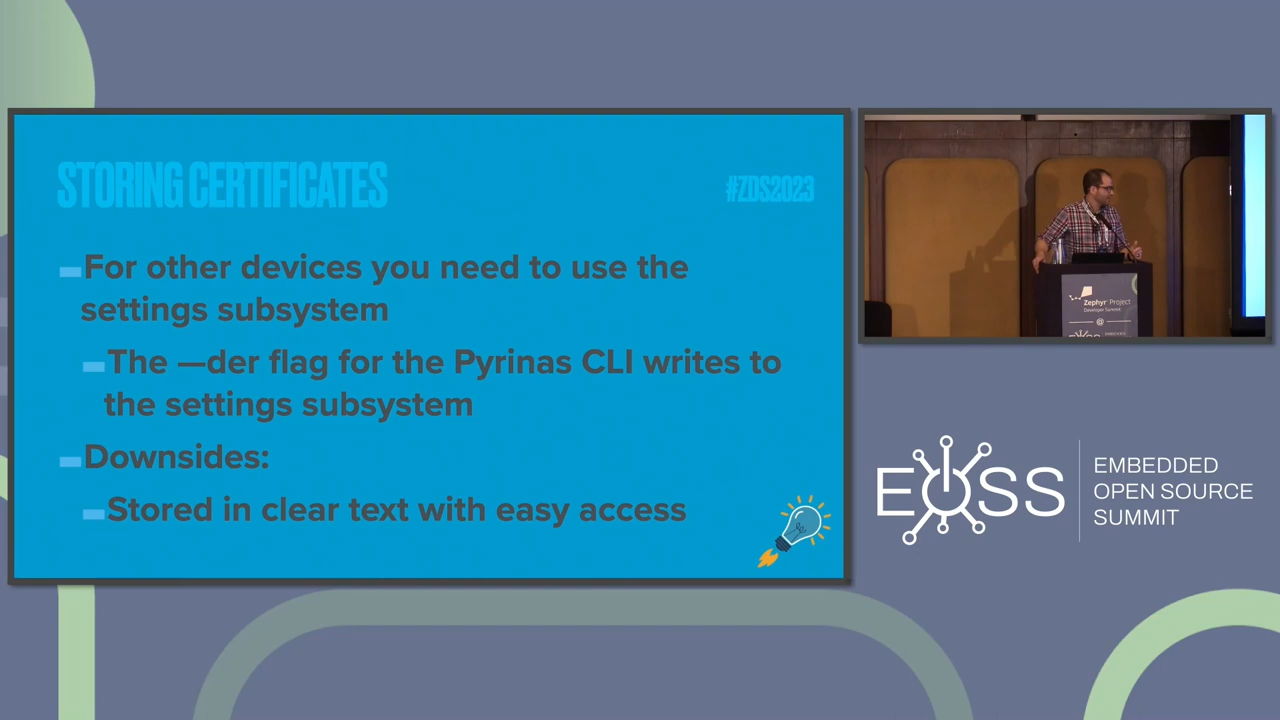 STORING CERTIFICATES
#ZDS2023
For other devices you need to use the
settings subsystem
The —der flag for the Pyrinas CLI writes to
the settings subsystem
Downsides:
Stored in clear text with easy access
Zephyr Project
Developer Summit
@
EOSS
EMBEDDED
OPEN SOURCE
SUMMIT